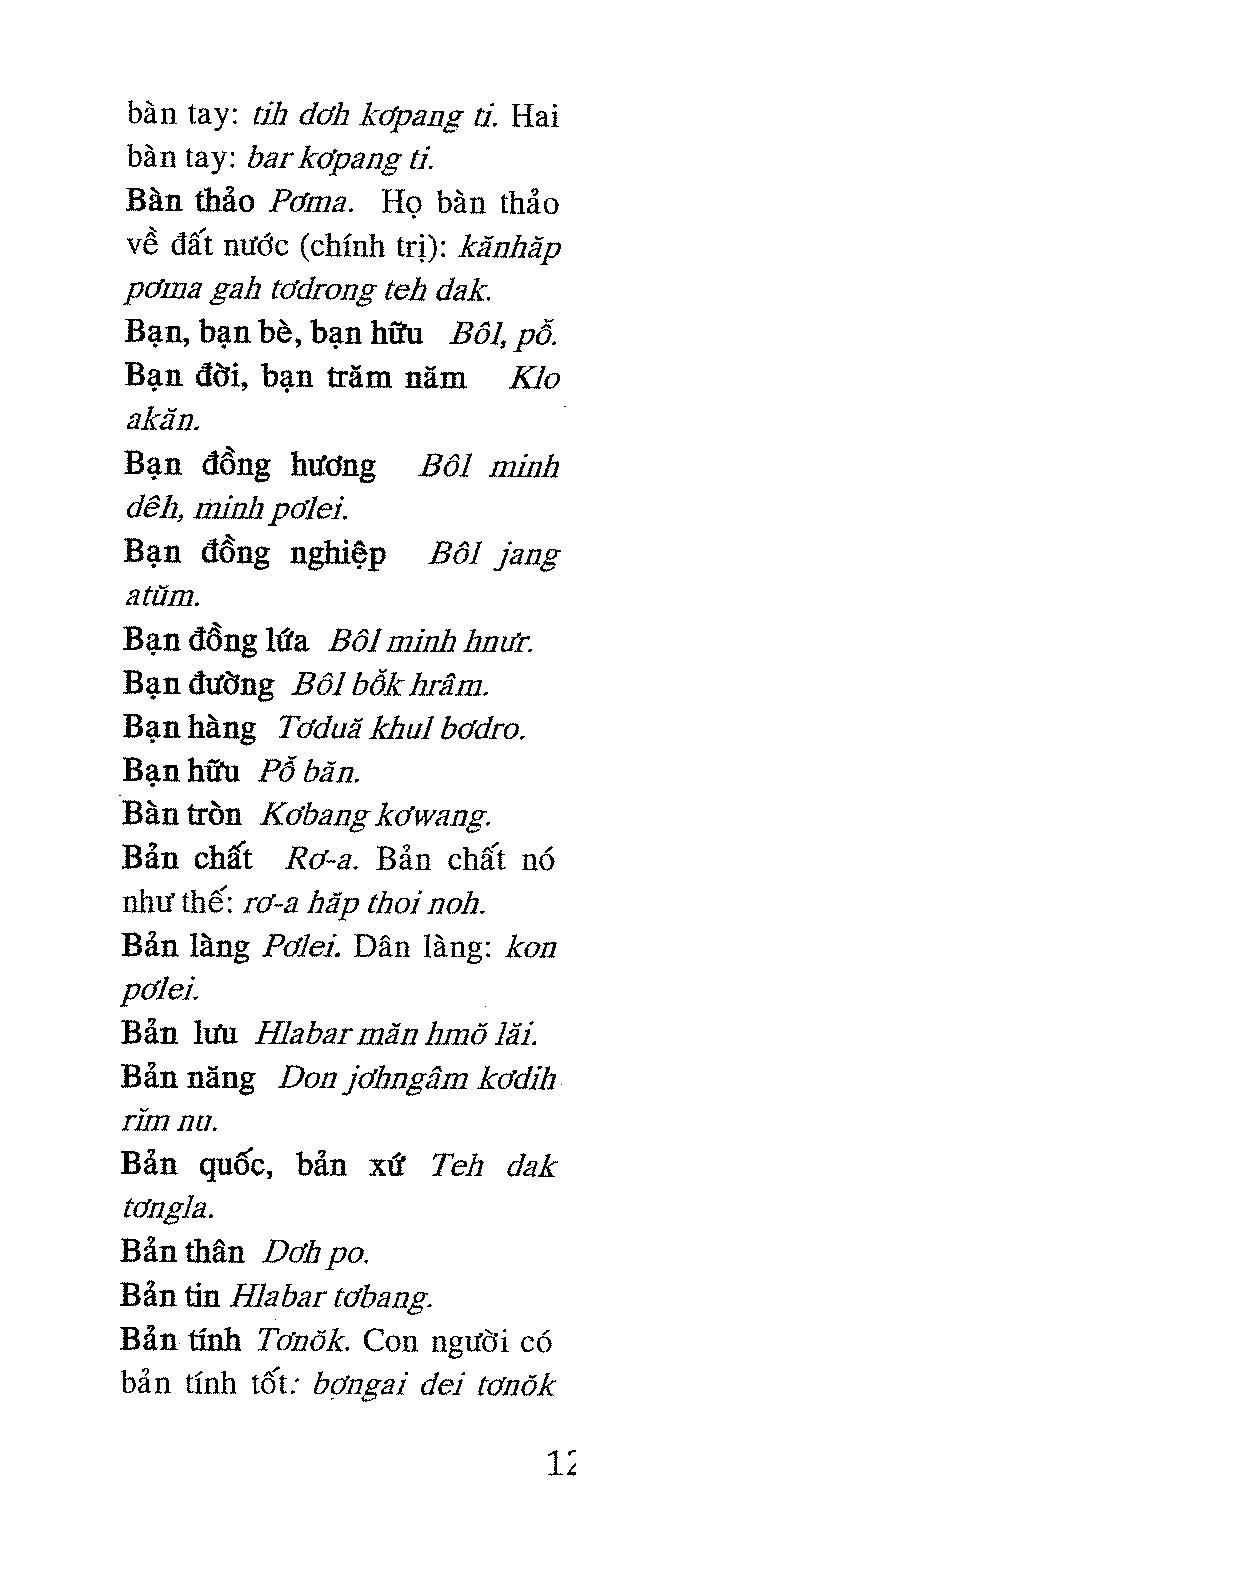 bàn tay: tih dơh kơpang ti. Hai
bàn tay: bar kơpang ti.
Bàn thảo Pơma. Họ bàn thảo
về đất nước (chính trị): kănhăp
pơma gah tơdrong teh dak.
Bạn, bạn bè, bạn hữu Bôl, pỗ.
Bạn đời, bạn trăm năm Klo
akăn.
Bạn đồng hương Bôl minh
dêh, minh pơlei.
Bạn đồng nghiệp Bôl jang
atŭm.
Bạn đồng lứa Bôl minh hnưr.
Bạn đường Bôl bỗk hrâm.
Bạn hàng Tơduă khul bơdro.
Bạn hữu Pỗ băn.
Bàn tròn Kơbang kơwang.
Bản chất Rơ-a. Bản chất nó
như thế: rơ-a hăp thoi noh.
Bản làng Pơlei. Dân làng: kon
pơlei.
Bản lưu Hlabar măn hmŏ lăi.
Bản năng Don jơhngâm kơdih
rĭm nu.
Bản quốc, bản xứ Teh dak
tơngla.
Bản thân Dơh po.
Bản tin Hlabar tơbang.
Bản tính Tơnŏk. Con người có
bản tính tốt: bơngai dei tơnŏk
12